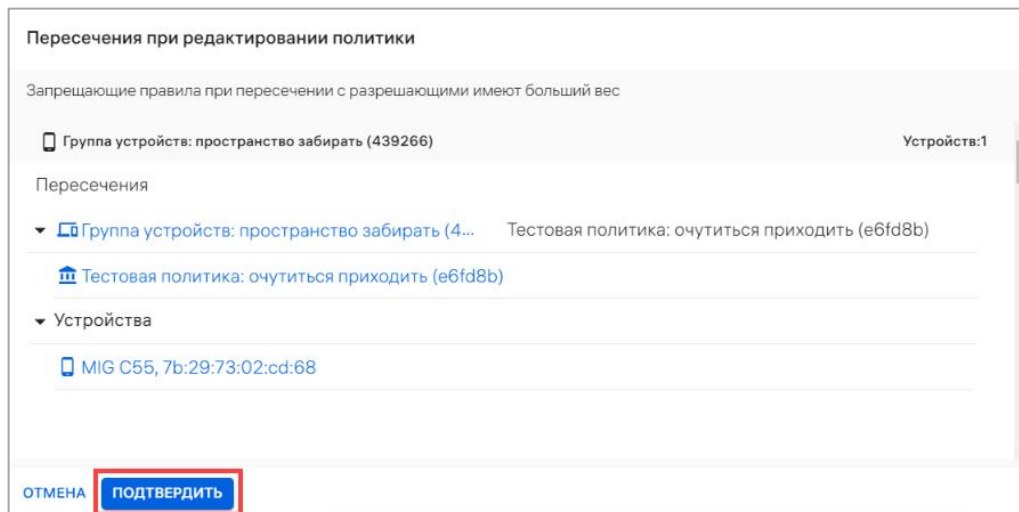 Пересечения при редактировании политики
Запрещающие правила при пересечении с разрешающими имеют больший вес
Группа устройств: пространство забирать (439266) Устройств:1
Пересечения
Группа устройств: пространство забирать (4... Тестовая политика: очутиться приходить (e6fd8b)
Тестовая политика: очутиться приходить (e6fd8b)
Устройства
MIG C55, 7b:29:73:02:cd:68
ОТМЕНА ПОДТВЕРДИТЬ